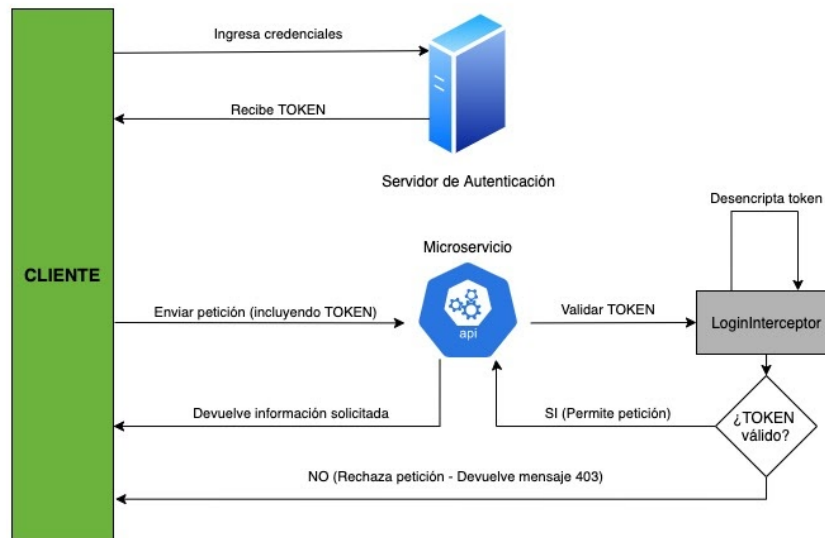 Ingresa credenciales
Recibe TOKEN
Servidor de Autenticación
Desencripta token
Microservicio
CLIENTE
Enviar petición (incluyendo TOKEN)
api
Validar TOKEN
LoginInterceptor
Devuelve información solicitada
SI (Permite petición)
¿TOKEN
válido?
NO (Rechaza petición - Devuelve mensaje 403)